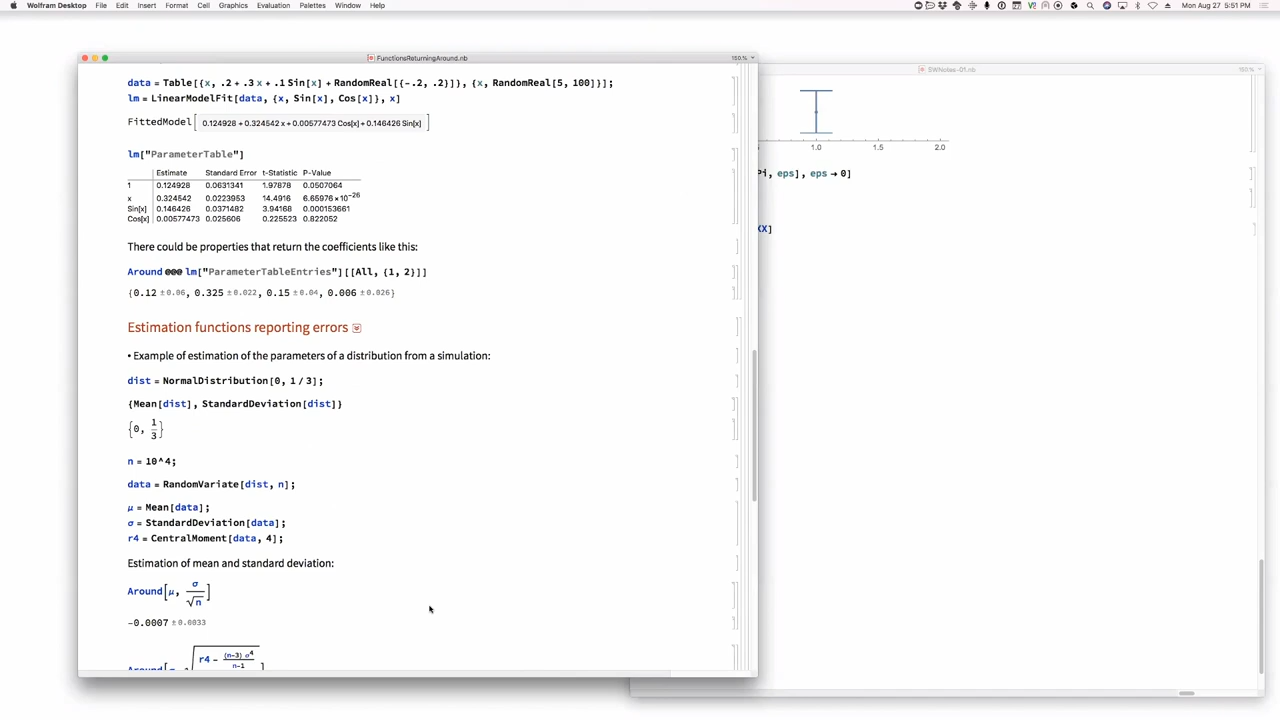 Wolfram Desktop File Edit Insert Format Cell Graphics Evaluation Palettes Window Help Mon Aug 27 5:51 PM
FunctionsReturningAround.nb 150%
SWNotes-01.nb 150%
data = Table[{x, .2 + .3 x + .1 Sin[x] + RandomReal[{-.2, .2}]}, {x, RandomReal[5, 100]}];
lm = LinearModelFit[data, {x, Sin[x], Cos[x]}, x]
FittedModel[ 0.124928 + 0.324542 x + 0.00577473 Cos[x] + 0.146426 Sin[x] ]
lm["ParameterTable"]
Estimate Standard Error t-Statistic P-Value
1 0.124928 0.0631341 1.97878 0.0507064
x 0.324542 0.0223953 14.4916 6.65976 × 10^-26
Sin[x] 0.146426 0.0371482 3.94168 0.000153661
Cos[x] 0.00577473 0.025606 0.225523 0.822052
There could be properties that return the coefficients like this:
Around @@@ lm["ParameterTableEntries"][[All, {1, 2}]]
{0.12 ± 0.06, 0.325 ± 0.022, 0.15 ± 0.04, 0.006 ± 0.026}
Estimation functions reporting errors
• Example of estimation of the parameters of a distribution from a simulation:
dist = NormalDistribution[0, 1 / 3];
{Mean[dist], StandardDeviation[dist]}
{0, 1/3}
n = 10^4;
data = RandomVariate[dist, n];
μ = Mean[data];
σ = StandardDeviation[data];
r4 = CentralMoment[data, 4];
Estimation of mean and standard deviation:
Around[μ, σ/√n]
-0.0007 ± 0.0033
r4 - (n-3) σ^4/n-1
1.0 1.5 2.0
Pi, eps], eps → 0]
XX]